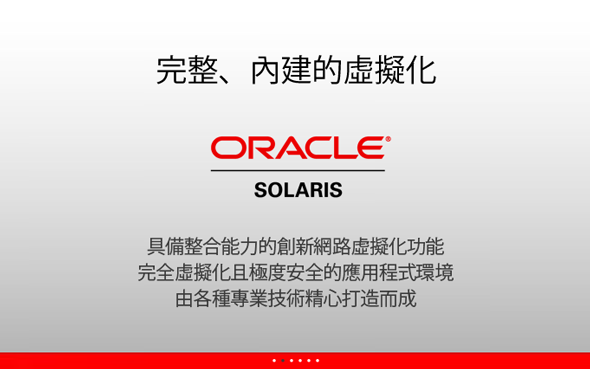 完整、內建的虛擬化
ORACLE®
SOLARIS
具備整合能力的創新網路虛擬化功能
完全虛擬化且極度安全的應用程式環境
由各種專業技術精心打造而成